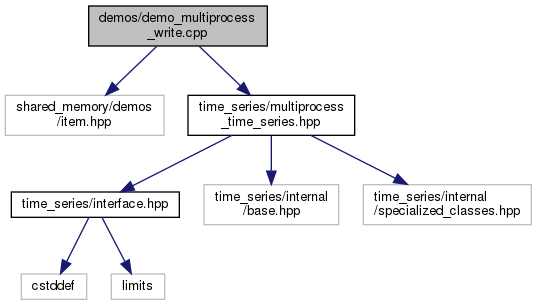 demos/demo_multiprocess
_write.cpp
shared_memory/demos
/item.hpp
time_series/multiprocess
_time_series.hpp
time_series/interface.hpp
time_series/internal
/base.hpp
time_series/internal
/specialized_classes.hpp
cstddef
limits